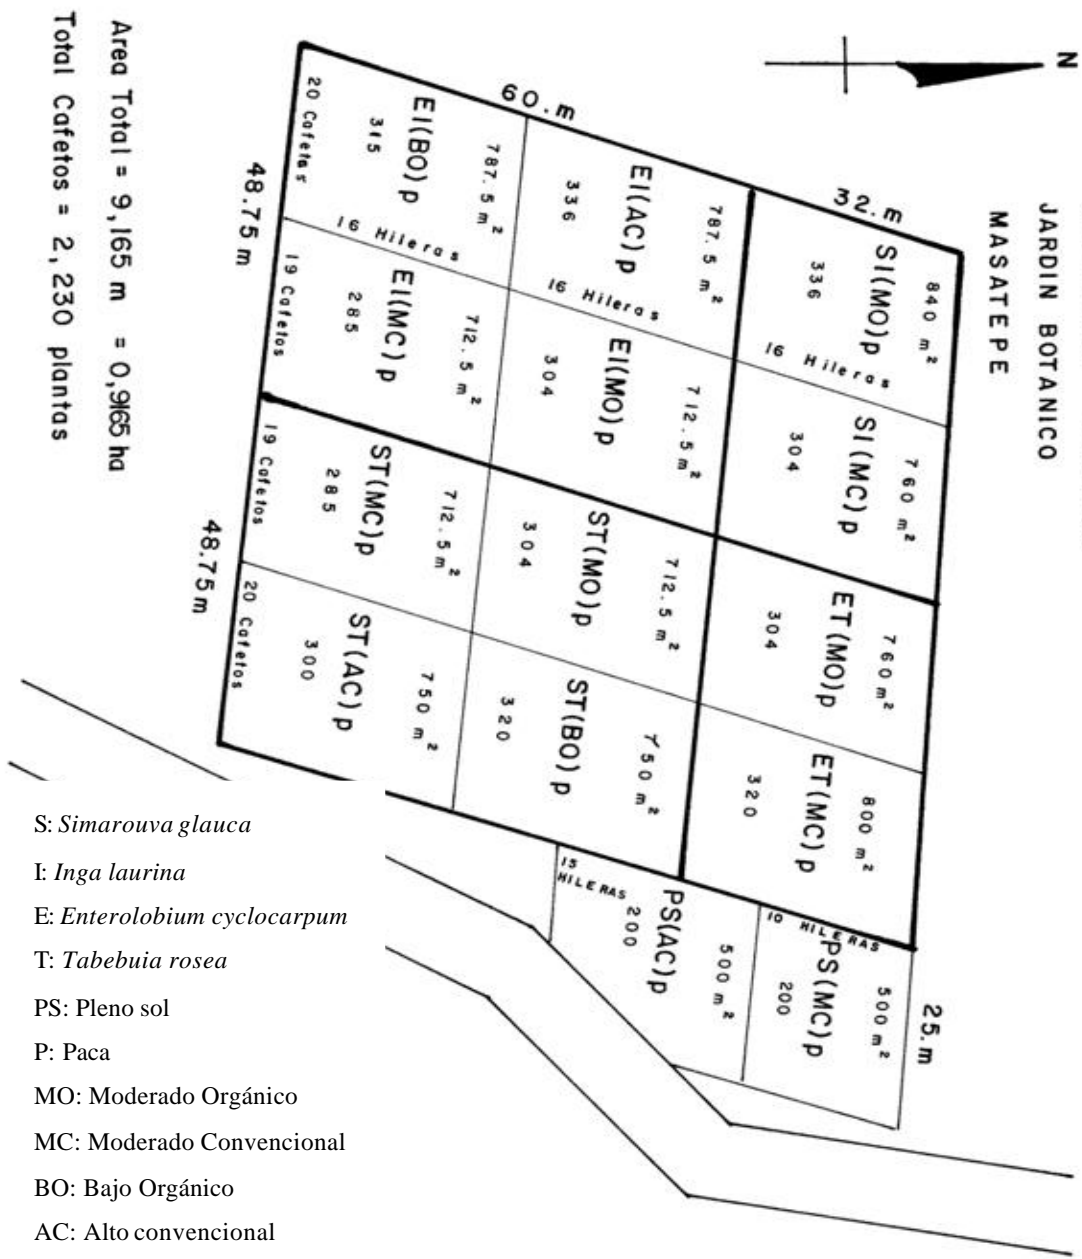 N
JARDIN BOTANICO
MASATEPE
32. m
840 m²
SI(MO)p
336
16 Hileras
760 m²
SI(MC)p
304
760 m²
ET(MO)p
304
800 m²
ET(MC)p
320
10 HILERAS
500 m²
PS(MC)p
200
25. m
60. m
787.5 m²
EI(AC)p
336
16 Hileras
712.5 m²
EI(MO)p
304
712.5 m²
ST(MO)p
304
750 m²
ST(BO)p
320
15
HILERAS
500 m²
PS(AC)p
200
787.5 m²
EI(BO)p
315
20 Cafetos
16 Hileras
712.5 m²
EI(MC)p
285
19 Cafetos
712.5 m²
ST(MC)p
285
19 Cafetos
750 m²
ST(AC)p
300
20 Cafetos
48.75 m
48.75 m
Area Total = 9,165 m = 0,9165 ha
Total Cafetos = 2,230 plantas
S: Simarouva glauca
I: Inga laurina
E: Enterolobium cyclocarpum
T: Tabebuia rosea
PS: Pleno sol
P: Paca
MO: Moderado Orgánico
MC: Moderado Convencional
BO: Bajo Orgánico
AC: Alto convencional